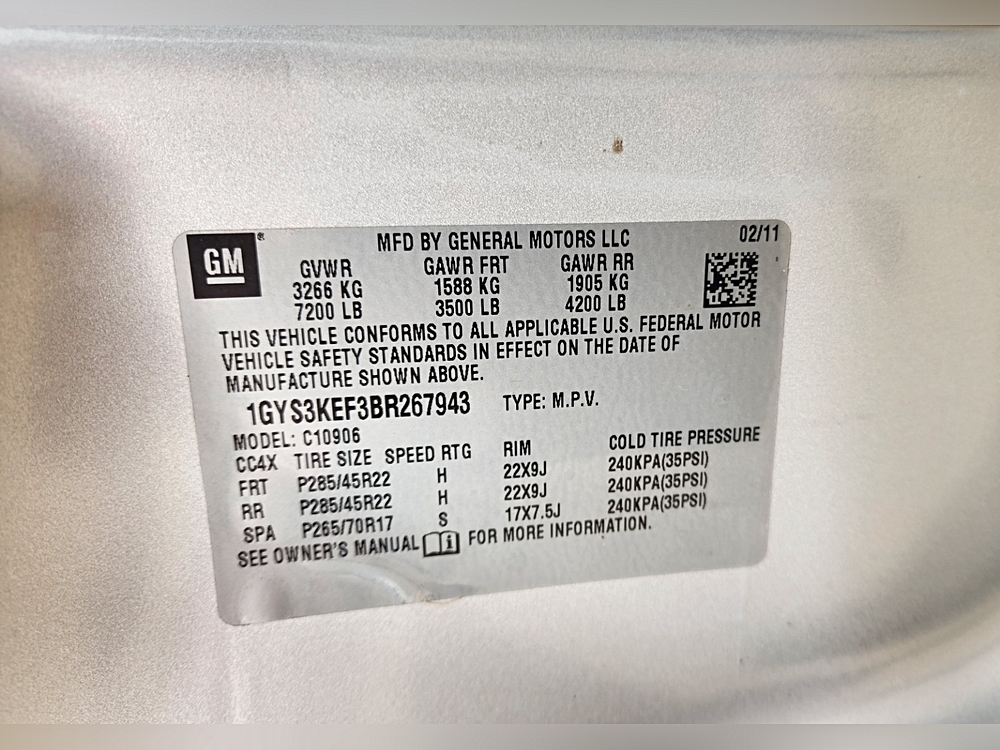 GM®
MFD BY GENERAL MOTORS LLC 02/11
GVWR GAWR FRT GAWR RR
3266 KG 1588 KG 1905 KG
7200 LB 3500 LB 4200 LB
THIS VEHICLE CONFORMS TO ALL APPLICABLE U.S. FEDERAL MOTOR
VEHICLE SAFETY STANDARDS IN EFFECT ON THE DATE OF
MANUFACTURE SHOWN ABOVE.
1GYS3KEF3BR267943 TYPE: M.P.V.
MODEL: C10906
CC4X TIRE SIZE SPEED RTG RIM COLD TIRE PRESSURE
FRT P285/45R22 H 22X9J 240KPA(35PSI)
RR P285/45R22 H 22X9J 240KPA(35PSI)
SPA P265/70R17 S 17X7.5J 240KPA(35PSI)
SEE OWNER'S MANUAL i FOR MORE INFORMATION.